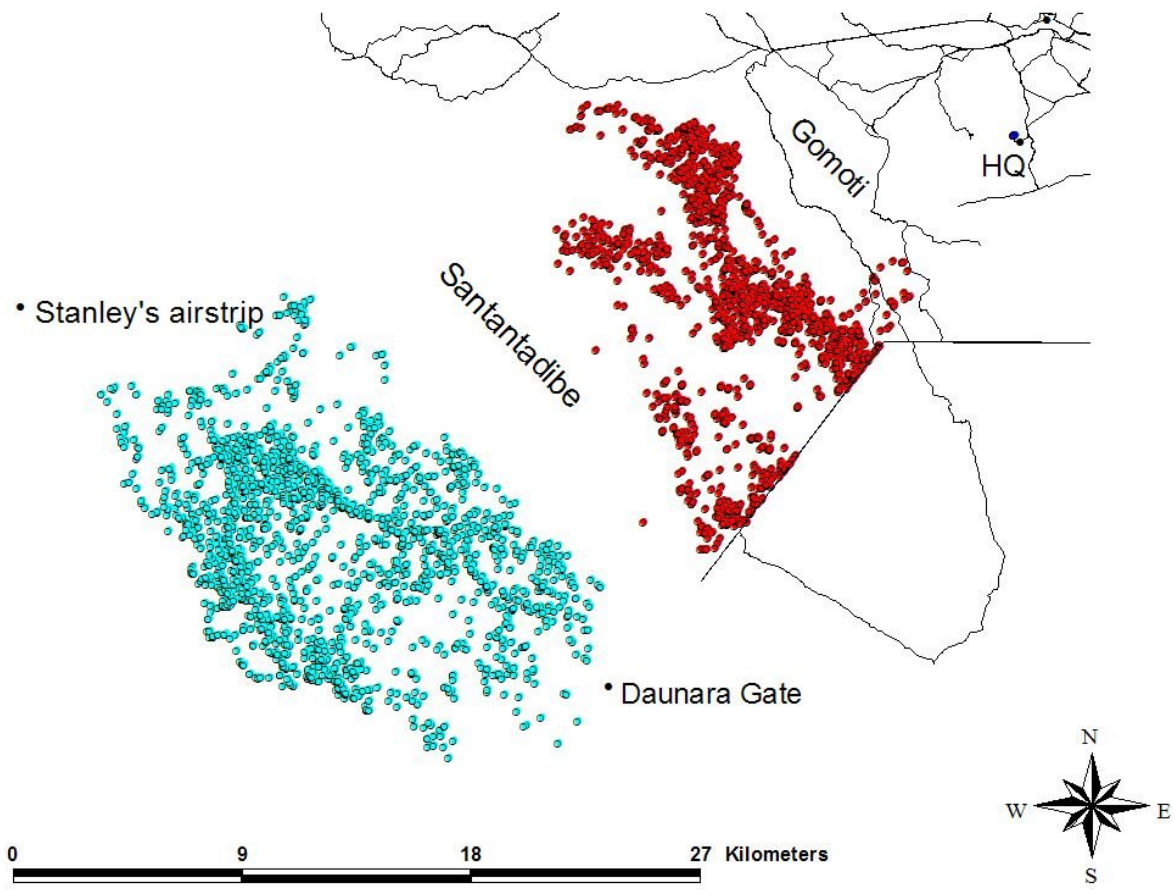 Gomoti
HQ
Santantadibe
Stanley's airstrip
Daunara Gate
N
W E
S
0 9 18 27 Kilometers